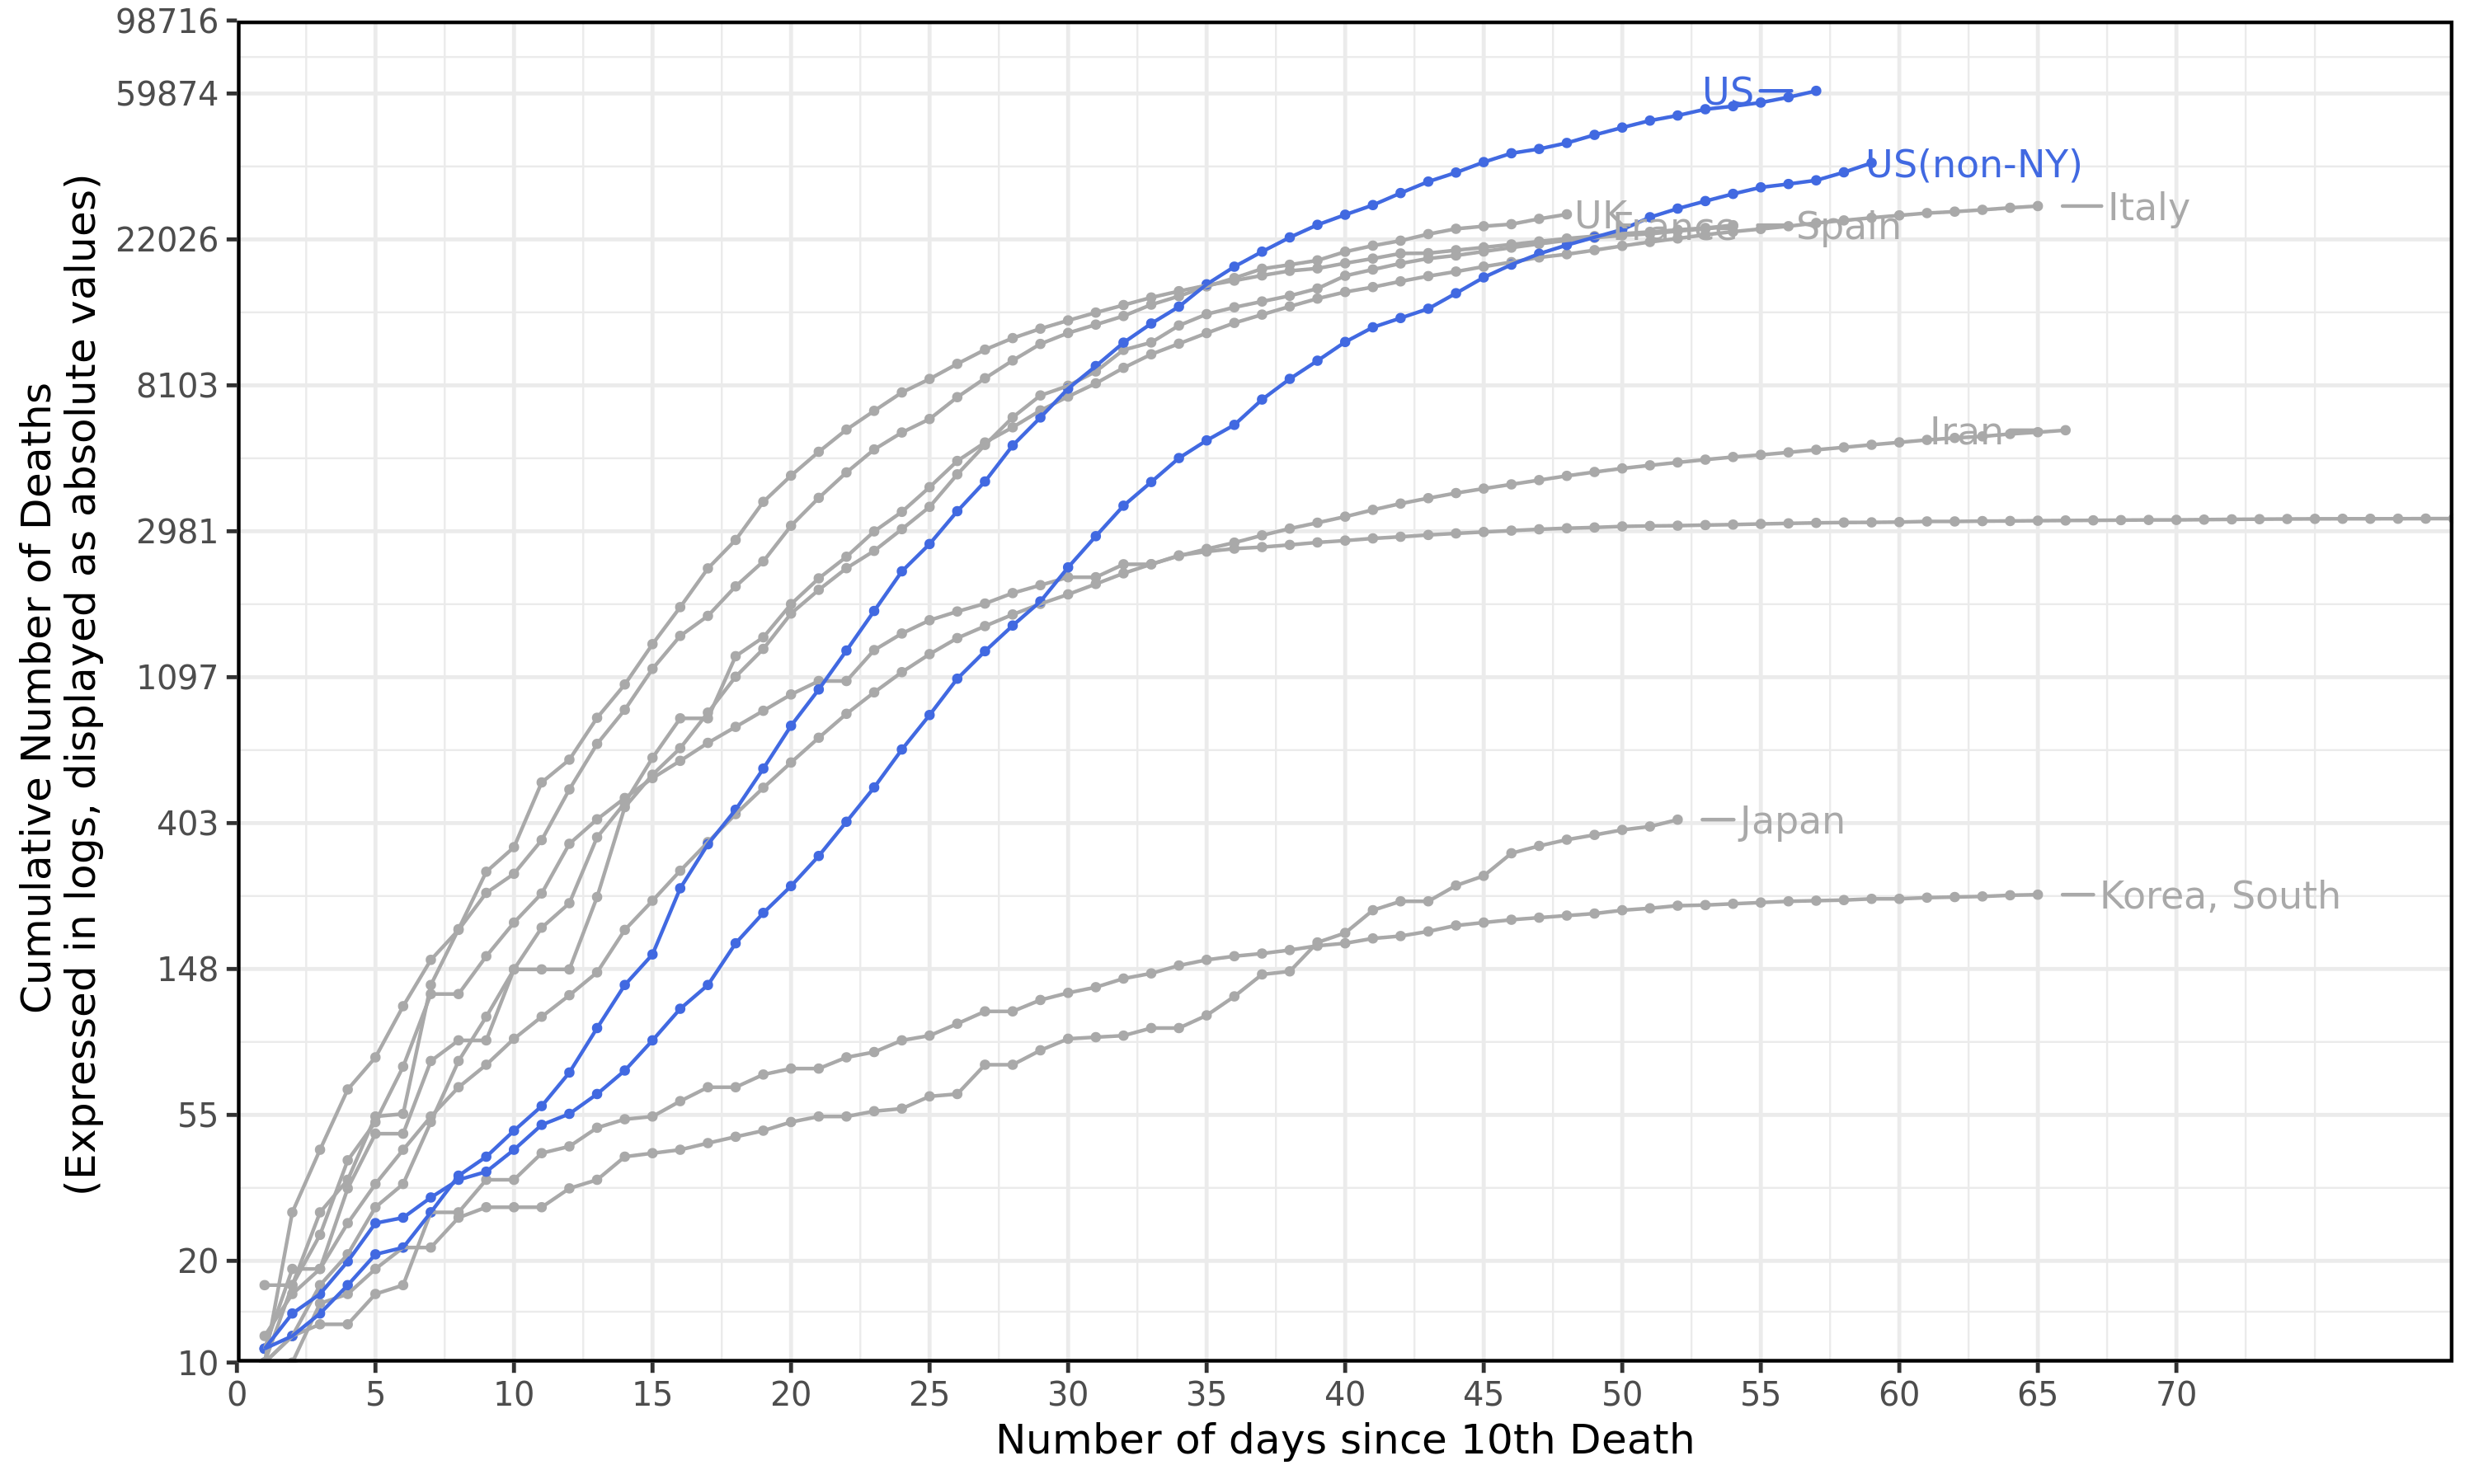 Cumulative Number of Deaths
(Expressed in logs, displayed as absolute values)
98716
59874
22026
8103
2981
1097
403
148
55
20
10
US
US(non-NY)
Italy
UK
France
Spain
Iran
Japan
Korea, South
0 5 10 15 20 25 30 35 40 45 50 55 60 65 70
Number of days since 10th Death